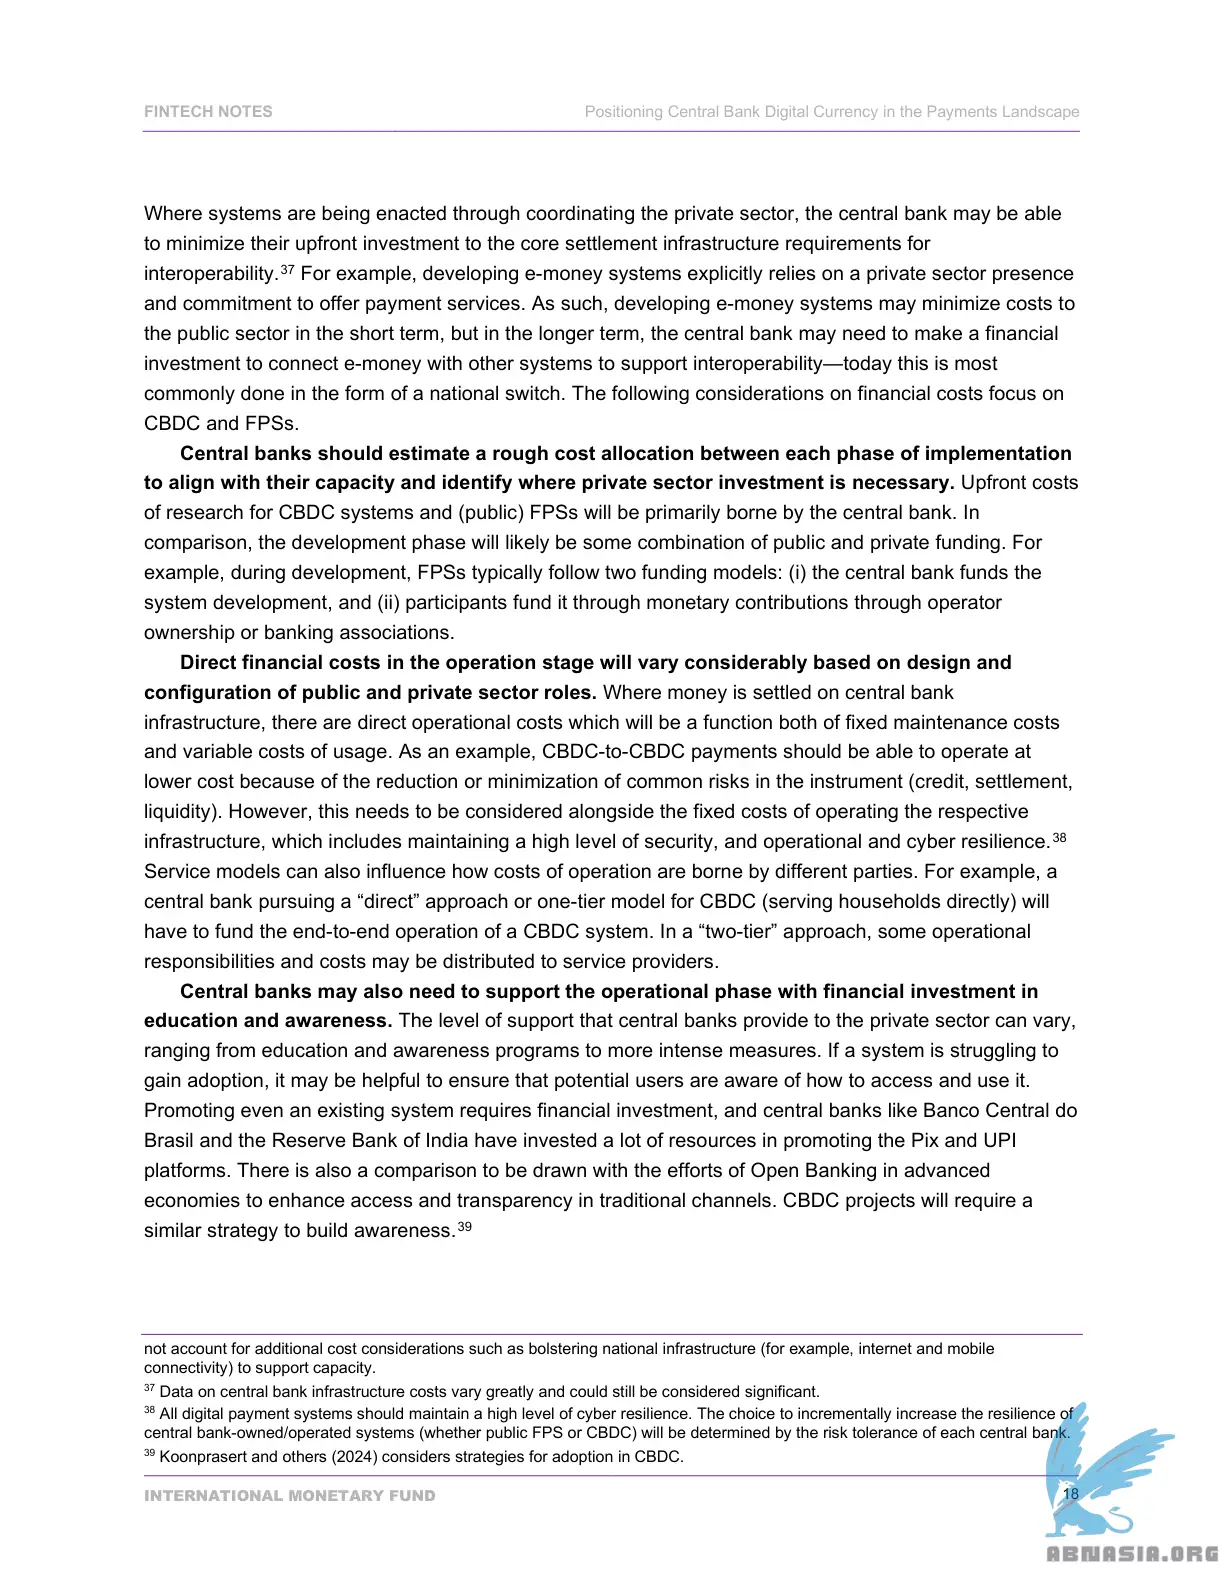 FINTECH NOTES
Positioning Central Bank Digital Currency in the Payments Landscape
Where systems are being enacted through coordinating the private sector, the central bank may be able
to minimize their upfront investment to the core settlement infrastructure requirements for
interoperability.37 For example, developing e-money systems explicitly relies on a private sector presence
and commitment to offer payment services. As such, developing e-money systems may minimize costs to
the public sector in the short term, but in the longer term, the central bank may need to make a financial
investment to connect e-money with other systems to support interoperability—today this is most
commonly done in the form of a national switch. The following considerations on financial costs focus on
CBDC and FPSs.
Central banks should estimate a rough cost allocation between each phase of implementation
to align with their capacity and identify where private sector investment is necessary. Upfront costs
of research for CBDC systems and (public) FPSs will be primarily borne by the central bank. In
comparison, the development phase will likely be some combination of public and private funding. For
example, during development, FPSs typically follow two funding models: (i) the central bank funds the
system development, and (ii) participants fund it through monetary contributions through operator
ownership or banking associations.
Direct financial costs in the operation stage will vary considerably based on design and
configuration of public and private sector roles. Where money is settled on central bank
infrastructure, there are direct operational costs which will be a function both of fixed maintenance costs
and variable costs of usage. As an example, CBDC-to-CBDC payments should be able to operate at
lower cost because of the reduction or minimization of common risks in the instrument (credit, settlement,
liquidity). However, this needs to be considered alongside the fixed costs of operating the respective
infrastructure, which includes maintaining a high level of security, and operational and cyber resilience.38
Service models can also influence how costs of operation are borne by different parties. For example, a
central bank pursuing a “direct” approach or one-tier model for CBDC (serving households directly) will
have to fund the end-to-end operation of a CBDC system. In a “two-tier” approach, some operational
responsibilities and costs may be distributed to service providers.
Central banks may also need to support the operational phase with financial investment in
education and awareness. The level of support that central banks provide to the private sector can vary,
ranging from education and awareness programs to more intense measures. If a system is struggling to
gain adoption, it may be helpful to ensure that potential users are aware of how to access and use it.
Promoting even an existing system requires financial investment, and central banks like Banco Central do
Brasil and the Reserve Bank of India have invested a lot of resources in promoting the Pix and UPI
platforms. There is also a comparison to be drawn with the efforts of Open Banking in advanced
economies to enhance access and transparency in traditional channels. CBDC projects will require a
similar strategy to build awareness.39
not account for additional cost considerations such as bolstering national infrastructure (for example, internet and mobile
connectivity) to support capacity.
37 Data on central bank infrastructure costs vary greatly and could still be considered significant.
38 All digital payment systems should maintain a high level of cyber resilience. The choice to incrementally increase the resilience of
central bank-owned/operated systems (whether public FPS or CBDC) will be determined by the risk tolerance of each central bank.
39 Koonprasert and others (2024) considers strategies for adoption in CBDC.
INTERNATIONAL MONETARY FUND
18
ABNASIA.ORG